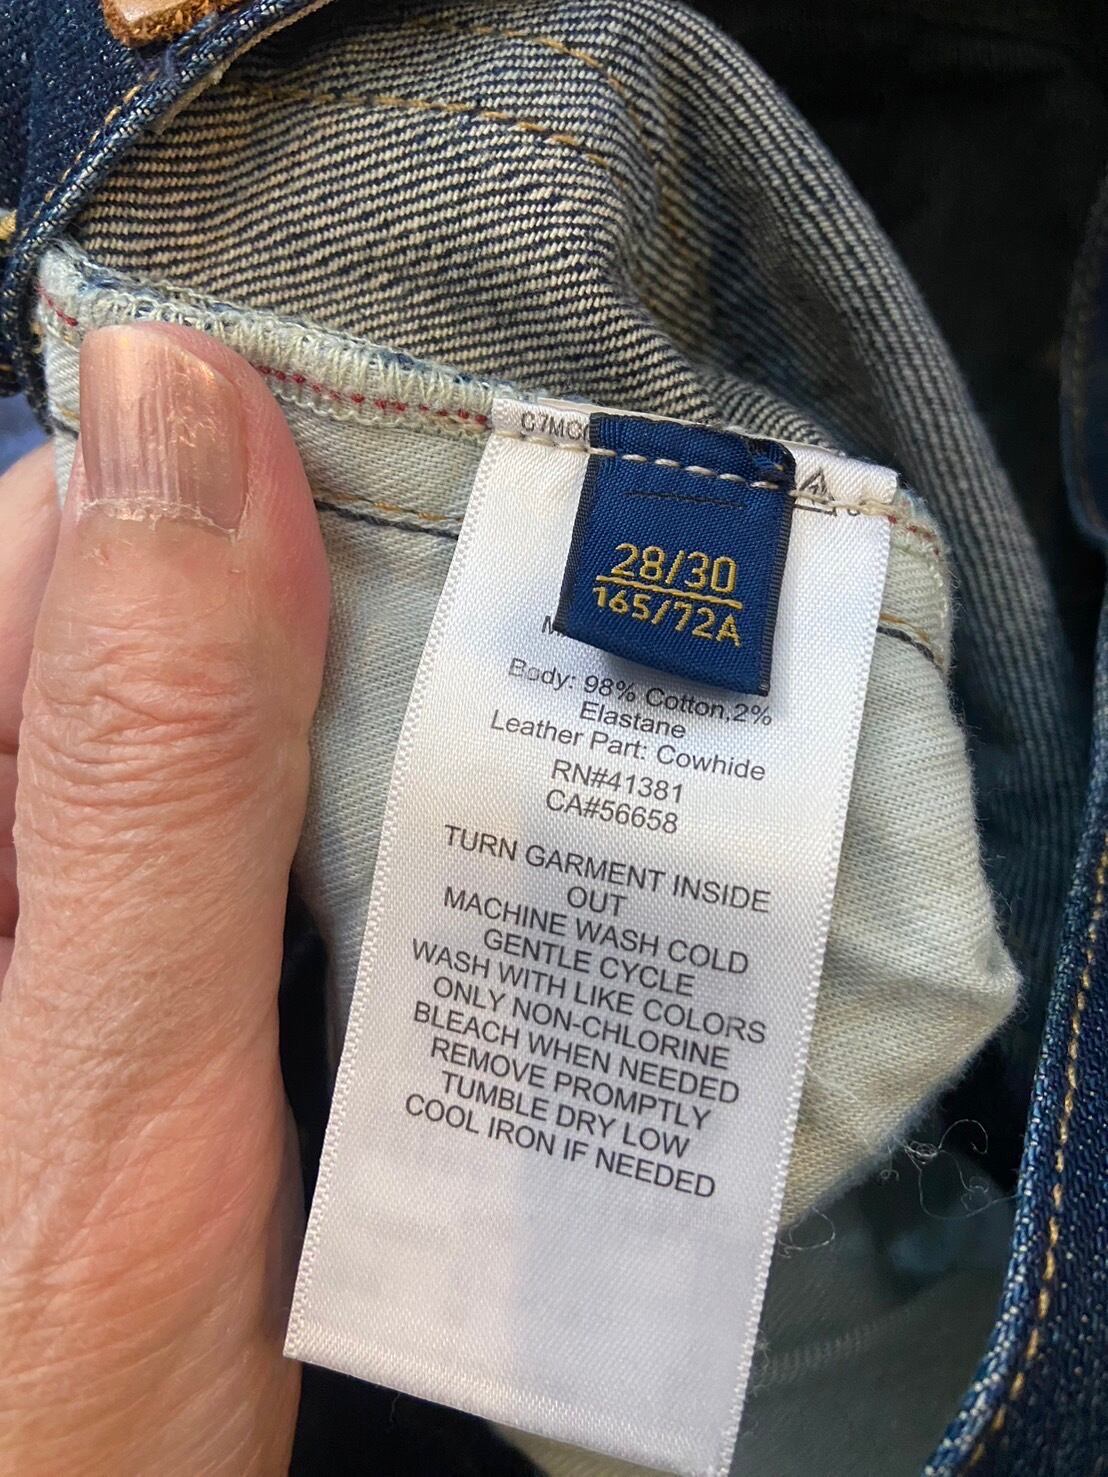 28/30
165/72A
Body: 98% Cotton,2%
Elastane
Leather Part: Cowhide
RN#41381
CA#56658
TURN GARMENT INSIDE
OUT
MACHINE WASH COLD
GENTLE CYCLE
WASH WITH LIKE COLORS
ONLY NON-CHLORINE
BLEACH WHEN NEEDED
REMOVE PROMPTLY
TUMBLE DRY LOW
COOL IRON IF NEEDED